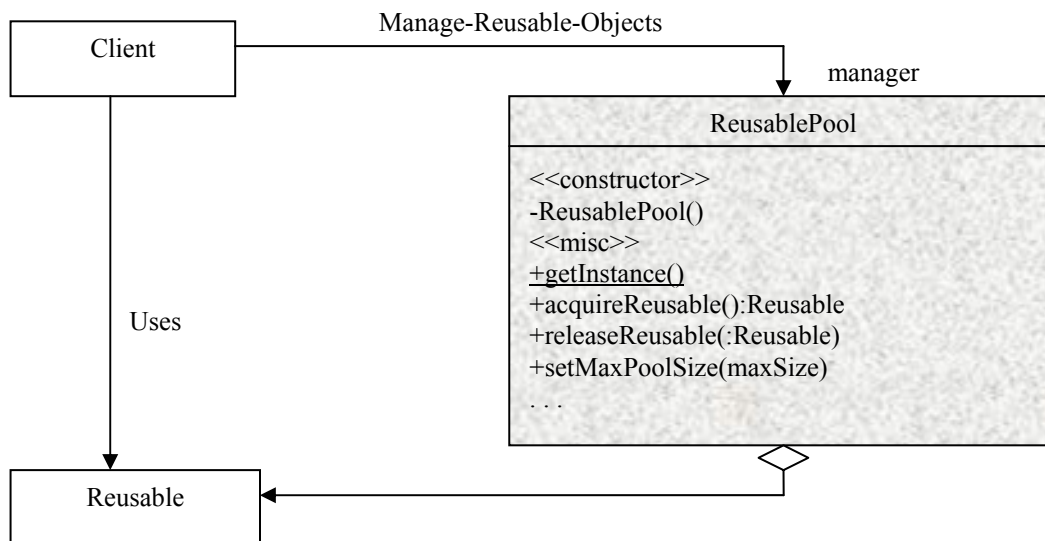 Manage-Reusable-Objects
Client
manager
ReusablePool
<<constructor>>
-ReusablePool()
<<misc>>
+getInstance()
+acquireReusable():Reusable
+releaseReusable(:Reusable)
+setMaxPoolSize(maxSize)
. . .
Uses
Reusable